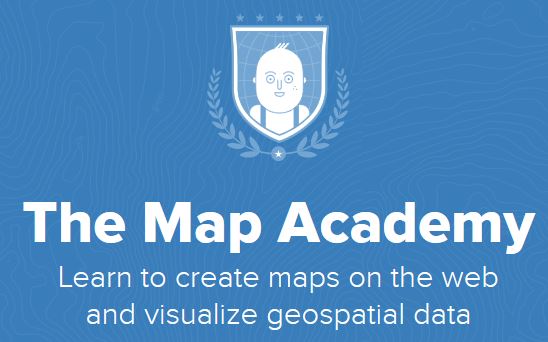 The Map Academy
Learn to create maps on the web
and visualize geospatial data